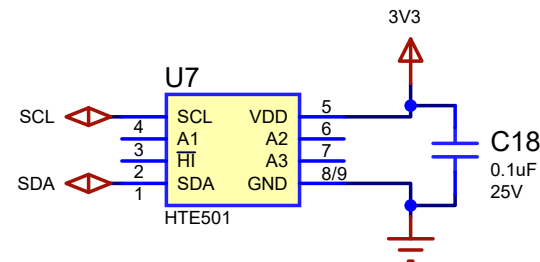 3V3
U7
SCL
SCL VDD 5
4 A1 A2 6
3 HI A3 7
SDA
2 SDA GND 8/9
1
HTE501
C18
0.1uF
25V